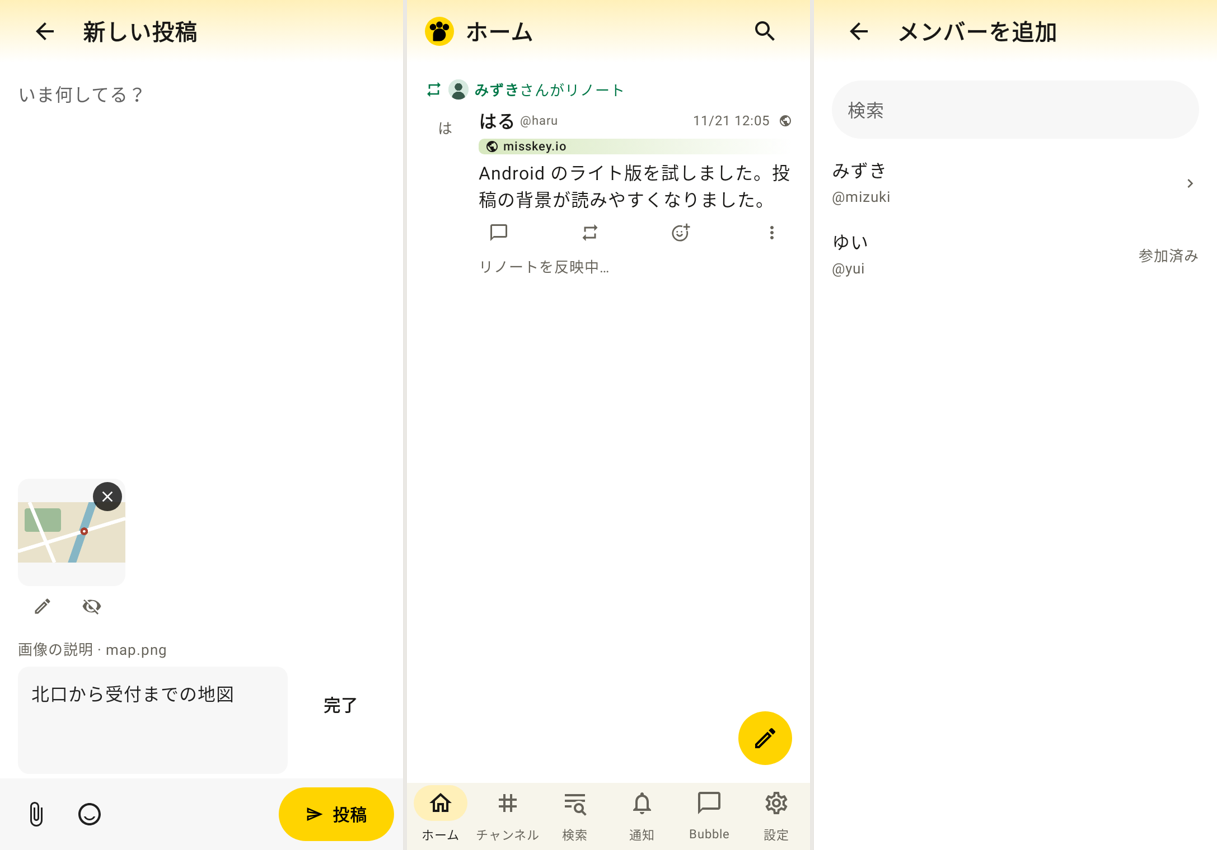 新しい投稿
いま何してる？
画像の説明 · map.png
北口から受付までの地図
完了
投稿
ホーム
みずきさんがリノート
は
はる @haru 11/21 12:05
misskey.io
Android のライト版を試しました。投
稿の背景が読みやすくなりました。
リノートを反映中…
ホーム チャンネル 検索 通知 Bubble 設定
メンバーを追加
検索
みずき
@mizuki
ゆい
@yui
参加済み